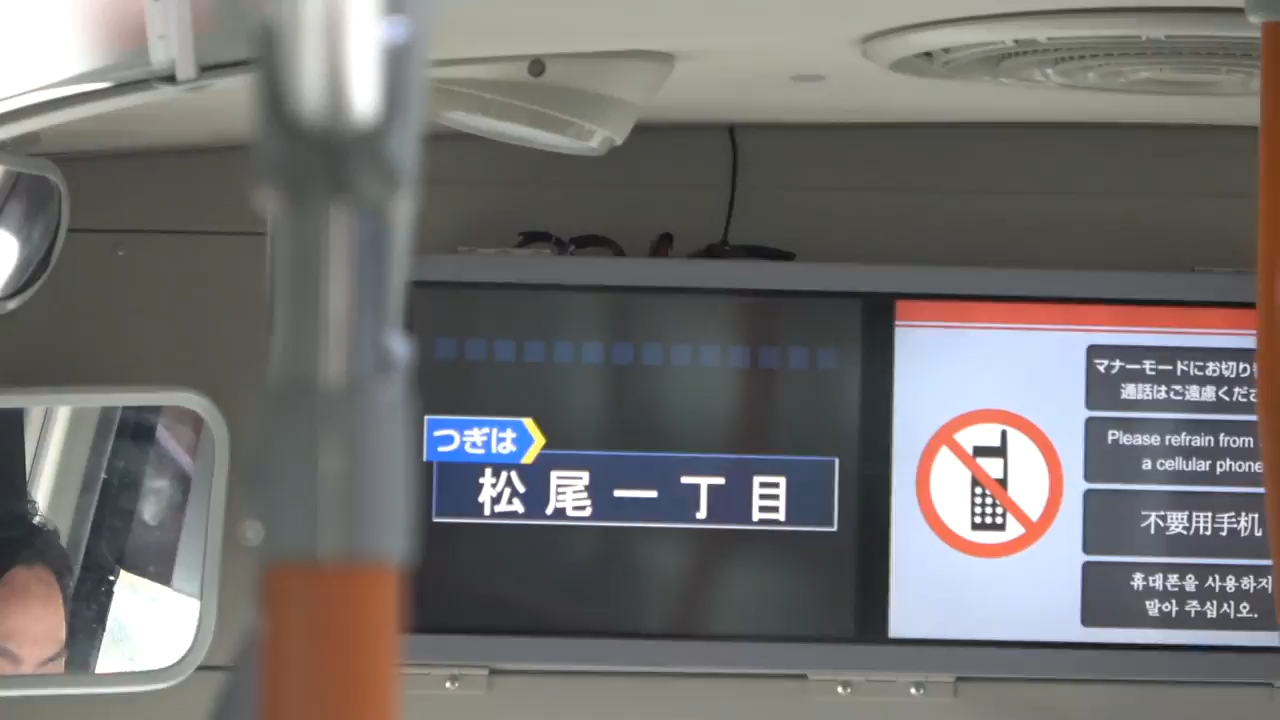 つぎは
松尾一丁目
マナーモードにお切り
通話はご遠慮くださ
Please refrain from
a cellular phone
不要用手机
휴대폰을 사용하지
말아 주십시오.